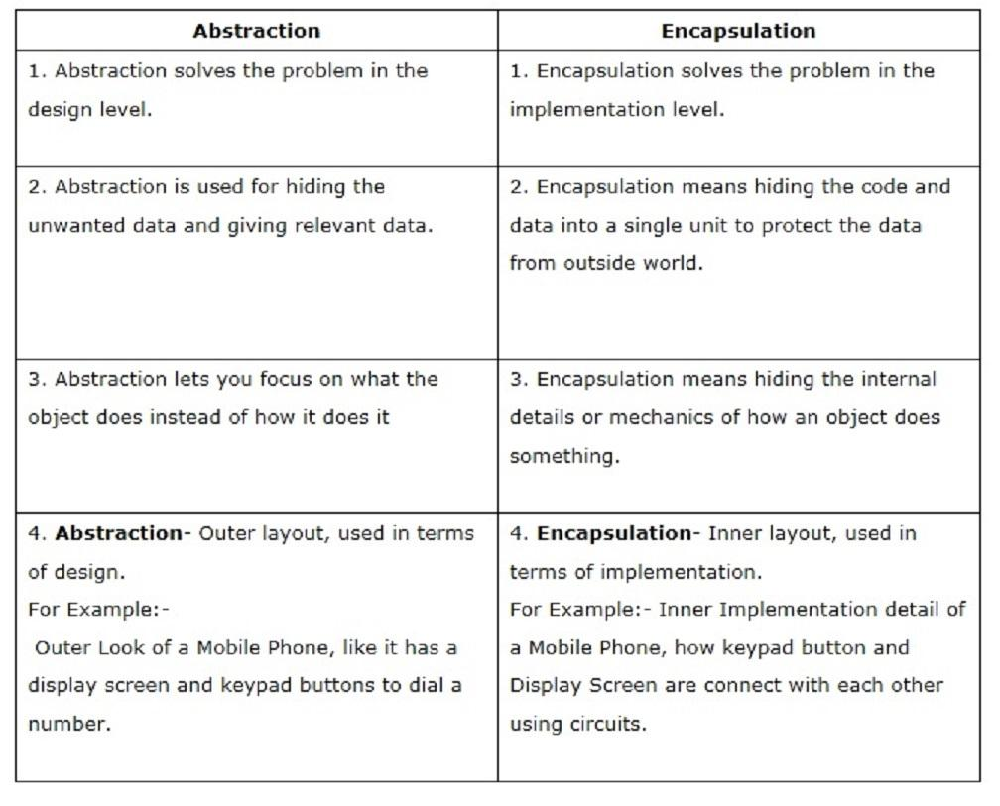 Abstraction
Encapsulation
1. Abstraction solves the problem in the
design level.
1. Encapsulation solves the problem in the
implementation level.
2. Abstraction is used for hiding the
unwanted data and giving relevant data.
2. Encapsulation means hiding the code and
data into a single unit to protect the data
from outside world.
3. Abstraction lets you focus on what the
object does instead of how it does it
3. Encapsulation means hiding the internal
details or mechanics of how an object does
something.
4. Abstraction- Outer layout, used in terms
of design.
For Example:-
Outer Look of a Mobile Phone, like it has a
display screen and keypad buttons to dial a
number.
4. Encapsulation- Inner layout, used in
terms of implementation.
For Example:- Inner Implementation detail of
a Mobile Phone, how keypad button and
Display Screen are connect with each other
using circuits.